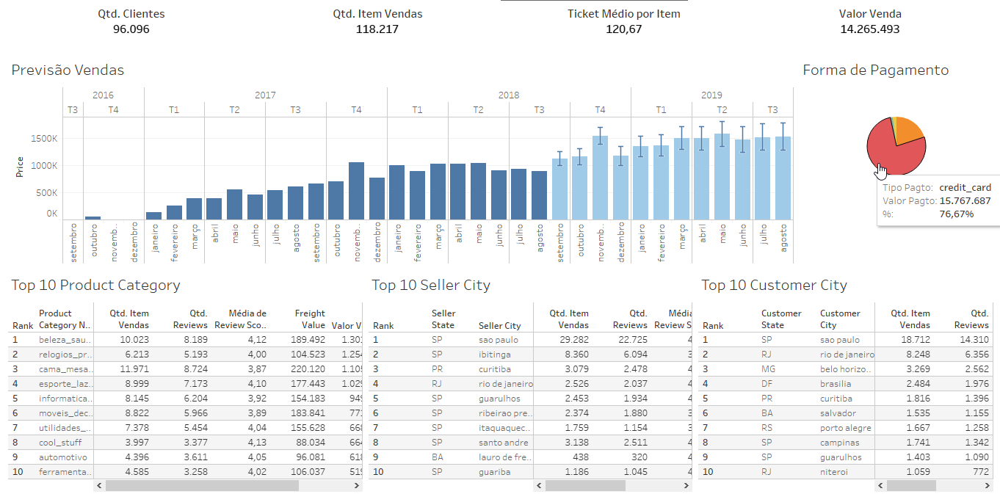 Qtd. Clientes Qtd. Item Vendas Ticket Médio por Item Valor Venda
96.096 118.217 120,67 14.265.493
Previsão Vendas Forma de Pagamento
2016 2017 2018 2019
T3 T4 T1 T2 T3 T4 T1 T2 T3 T4 T1 T2 T3
Price
1500K
1000K
500K
0K
setembro outubro novemb.. dezembro janeiro fevereiro março abril maio junho julho agosto setembro outubro novemb.. dezembro janeiro fevereiro março abril maio junho julho agosto setembro outubro novemb.. dezembro janeiro fevereiro março abril maio junho julho agosto
Tipo Pagto: credit_card
Valor Pagto: 15.767.687
%: 76,67%
Top 10 Product Category
Rank Product Category N.. Qtd. Item Vendas Qtd. Reviews Média de Review Sco.. Freight Value Valor V
1 beleza_sau.. 10.023 8.189 4,12 189.492 1.301
2 relogios_pr.. 6.213 5.193 4,00 104.523 1.254
3 cama_mesa.. 11.971 8.724 3,87 220.120 1.105
4 esporte_laz.. 8.999 7.173 4,10 177.443 1.029
5 informatica.. 8.145 6.204 3,92 154.183 949
6 moveis_dec.. 8.822 5.966 3,89 183.841 771
7 utilidades_.. 7.378 5.454 4,04 155.628 668
8 cool_stuff 3.997 3.377 4,13 88.034 664
9 automotivo 4.396 3.611 4,05 96.081 618
10 ferramenta.. 4.585 3.258 4,02 106.037 519
Top 10 Seller City
Rank Seller State Seller City Qtd. Item Vendas Qtd. Reviews Média Review S
1 SP sao paulo 29.282 22.725 4
2 SP ibitinga 8.360 6.094 3
3 PR curitiba 3.079 2.478 4
4 RJ rio de janeiro 2.526 2.037 4
5 SP guarulhos 2.453 1.934 4
6 SP ribeirao pre.. 2.374 1.880 4
7 SP itaquaquec.. 1.759 1.154 3
8 SP santo andre 3.138 2.511 4
9 BA lauro de fre.. 438 320 4
10 SP guariba 1.186 1.045 4
Top 10 Customer City
Rank Customer State Customer City Qtd. Item Vendas Qtd. Reviews
1 SP sao paulo 18.712 14.310
2 RJ rio de janeiro 8.248 6.356
3 MG belo horizo.. 3.269 2.562
4 DF brasilia 2.484 1.976
5 PR curitiba 1.816 1.396
6 BA salvador 1.535 1.155
7 RS porto alegre 1.667 1.258
8 SP campinas 1.741 1.342
9 SP guarulhos 1.403 1.090
10 RJ niteroi 1.059 772